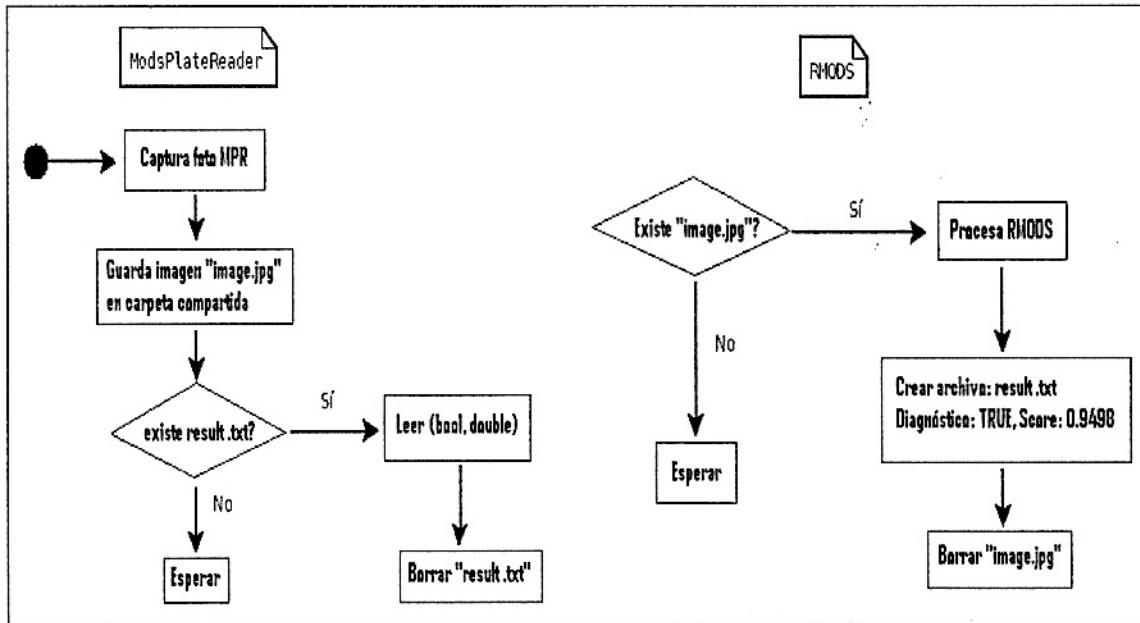 ModsPlateReader
Captura foto MPR
Guarda imagen "image.jpg"
en carpeta compartida
existe result.txt?
Sí
Leer (bool, double)
No
Esperar
Borrar "result.txt"
RMODS
Existe "image.jpg"?
Sí
Procesa RMODS
No
Esperar
Crear archivo: result.txt
Diagnóstico: TRUE, Score: 0.9498
Borrar "image.jpg"